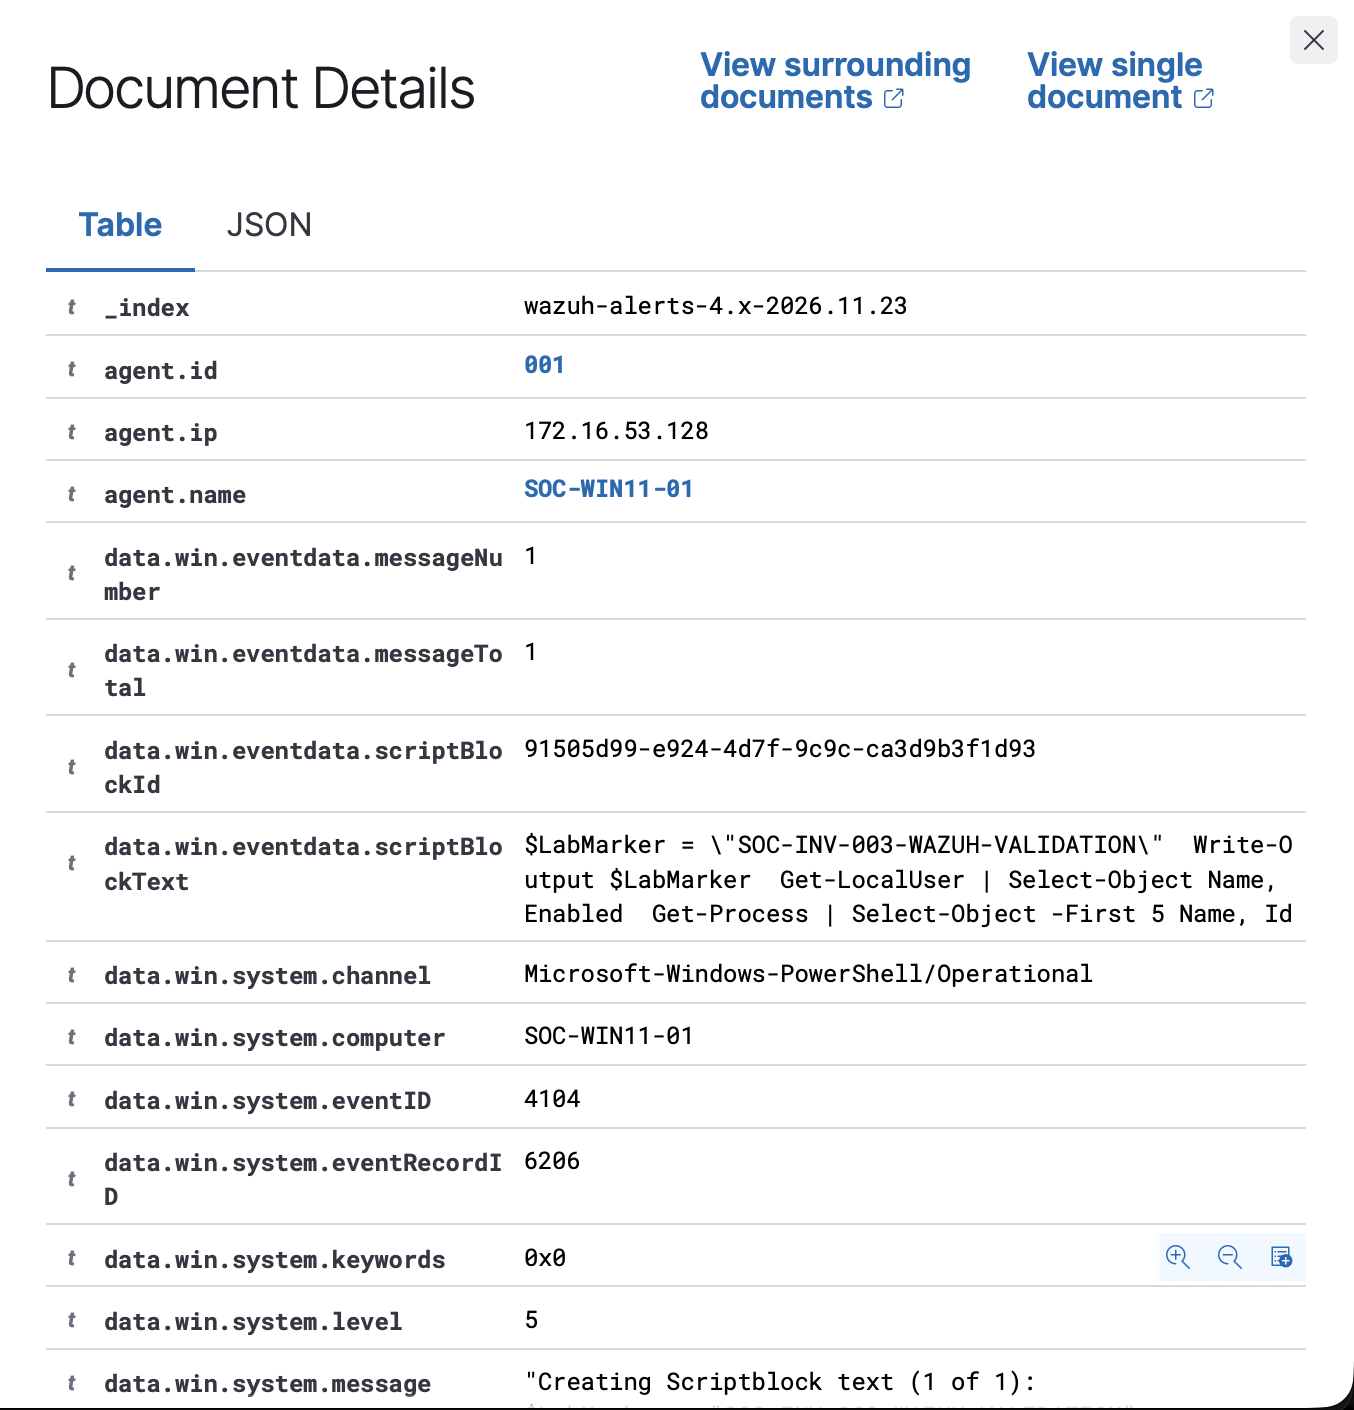 Document Details
View surrounding
documents
View single
document
Table
JSON
t _index wazuh-alerts-4.x-2026.11.23
t agent.id 001
t agent.ip 172.16.53.128
t agent.name SOC-WIN11-01
t data.win.eventdata.messageNu 1
mber
t data.win.eventdata.messageTo 1
tal
t data.win.eventdata.scriptBlo 91505d99-e924-4d7f-9c9c-ca3d9b3f1d93
ckId
t data.win.eventdata.scriptBlo $LabMarker = \"SOC-INV-003-WAZUH-VALIDATION\"  Write-O
ckText utput $LabMarker  Get-LocalUser | Select-Object Name,
Enabled  Get-Process | Select-Object -First 5 Name, Id
t data.win.system.channel Microsoft-Windows-PowerShell/Operational
t data.win.system.computer SOC-WIN11-01
t data.win.system.eventID 4104
t data.win.system.eventRecordI 6206
D
t data.win.system.keywords 0x0
t data.win.system.level 5
t data.win.system.message "Creating Scriptblock text (1 of 1):